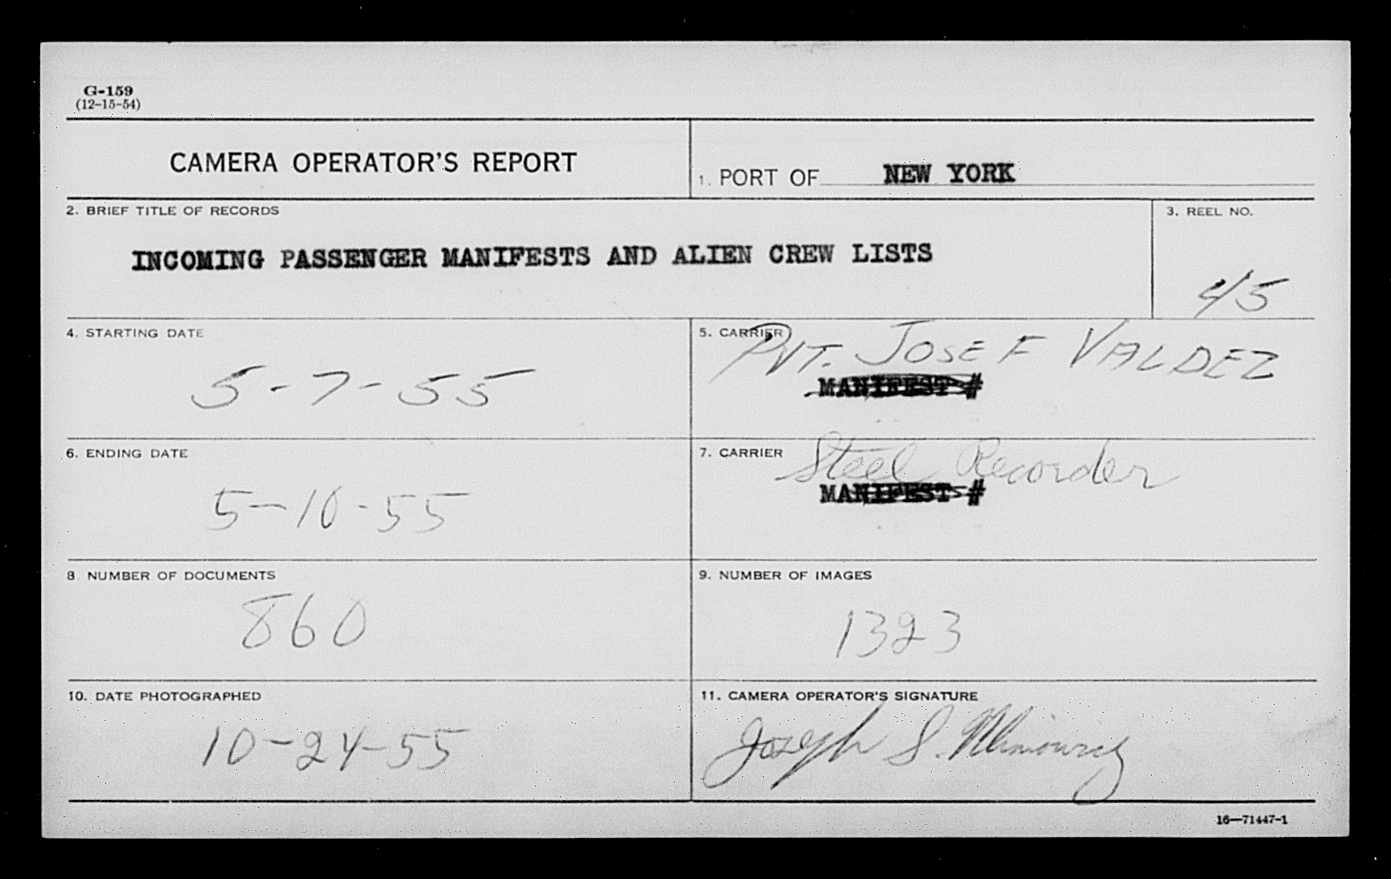 G-159
(12-15-54)
CAMERA OPERATOR'S REPORT
1. PORT OF NEW YORK
2. BRIEF TITLE OF RECORDS
INCOMING PASSENGER MANIFESTS AND ALIEN CREW LISTS
3. REEL NO.
45
4. STARTING DATE
5-7-55
5. CARRIER
PVT. JOSE F VALDEZ
MANIFEST #
6. ENDING DATE
5-10-55
7. CARRIER
Steel Recorder
MANIFEST #
8 NUMBER OF DOCUMENTS
860
9. NUMBER OF IMAGES
1323
10. DATE PHOTOGRAPHED
10-24-55
11. CAMERA OPERATOR'S SIGNATURE
Joseph S.
16-71447-1